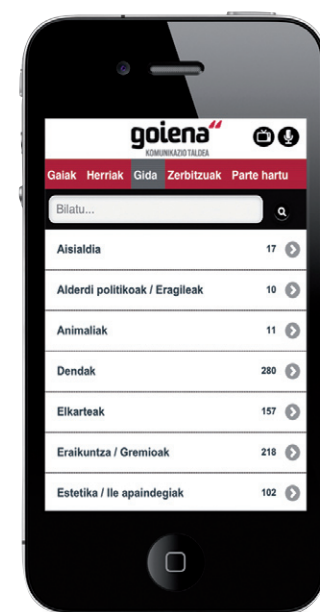 goiena
KOMUNIKAZIO TALDEA
Gaiak Herriak Gida Zerbitzuak Parte hartu
Bilatu...
Aisialdia 17
Alderdi politikoak / Eragileak 10
Animaliak 11
Dendak 280
Elkarteak 157
Eraikuntza / Gremioak 218
Estetika / Ile apaindegiak 102